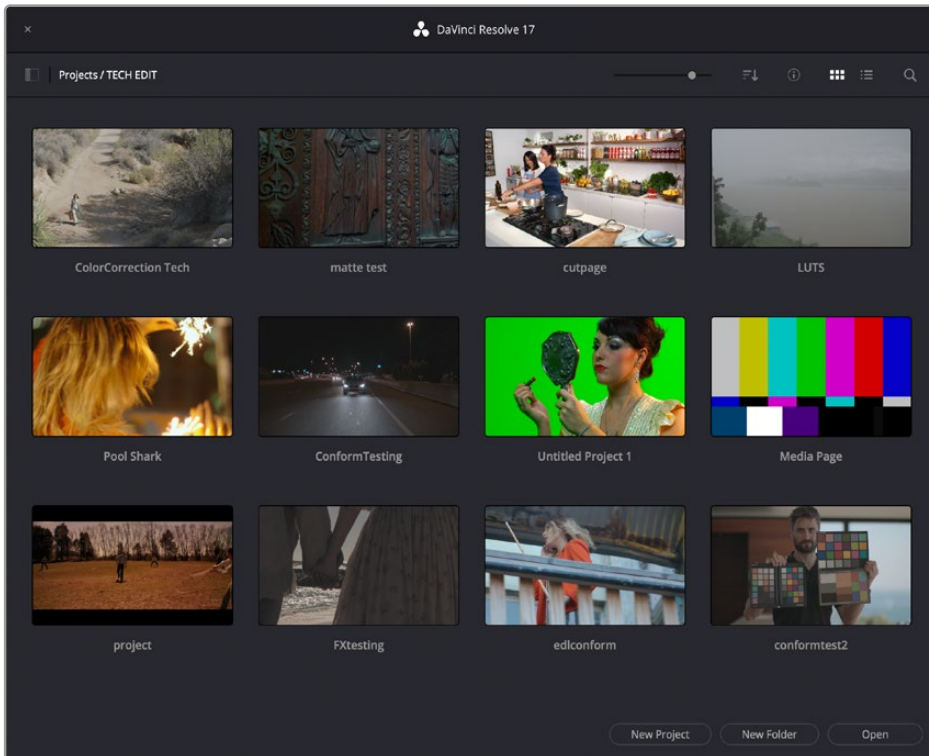 DaVinci Resolve 17
Projects / TECH EDIT
ColorCorrection Tech
matte test
cutpage
LUTS
Pool Shark
ConformTesting
Untitled Project 1
Media Page
project
FXtesting
edlconform
conformtest2
New Project
New Folder
Open